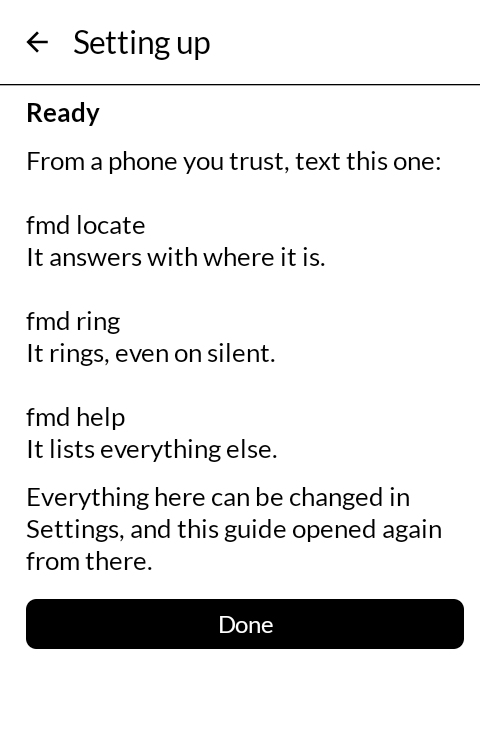 Setting up
Ready
From a phone you trust, text this one:
fmd locate
It answers with where it is.
fmd ring
It rings, even on silent.
fmd help
It lists everything else.
Everything here can be changed in
Settings, and this guide opened again
from there.
Done